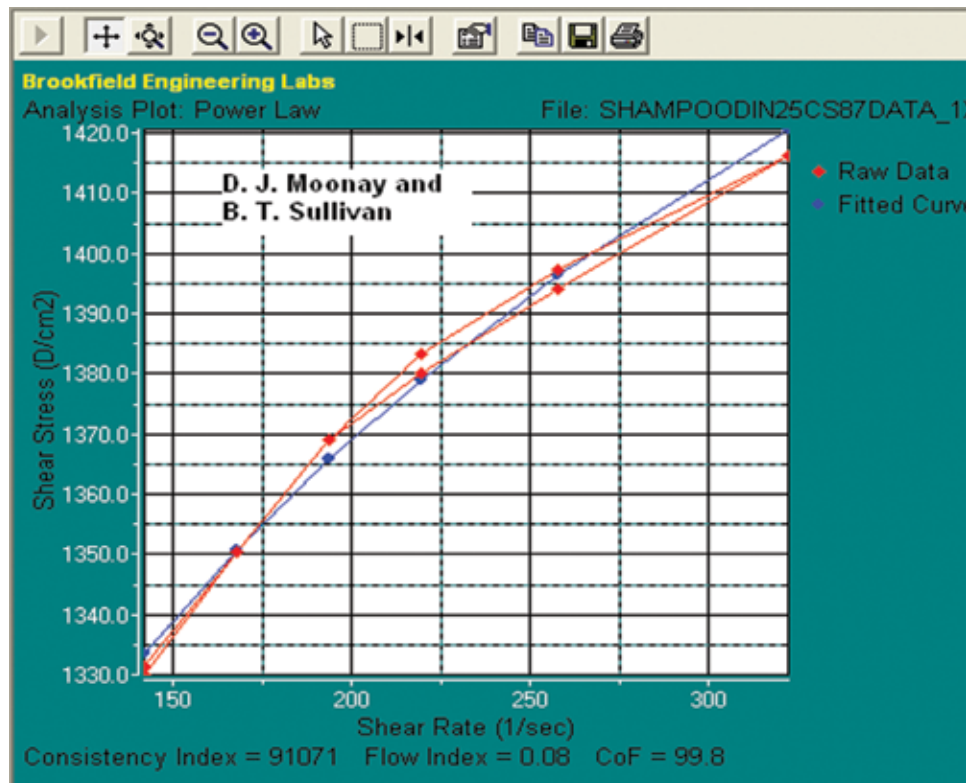 Brookfield Engineering Labs
Analysis Plot: Power Law File: SHAMPOODIN25CS87DATA_1
D. J. Moonay and
B. T. Sullivan
Raw Data
Fitted Curve
Shear Stress (D/cm2)
1420.0
1410.0
1400.0
1390.0
1380.0
1370.0
1360.0
1350.0
1340.0
1330.0
150 200 250 300
Shear Rate (1/sec)
Consistency Index = 91071 Flow Index = 0.08 CoF = 99.8